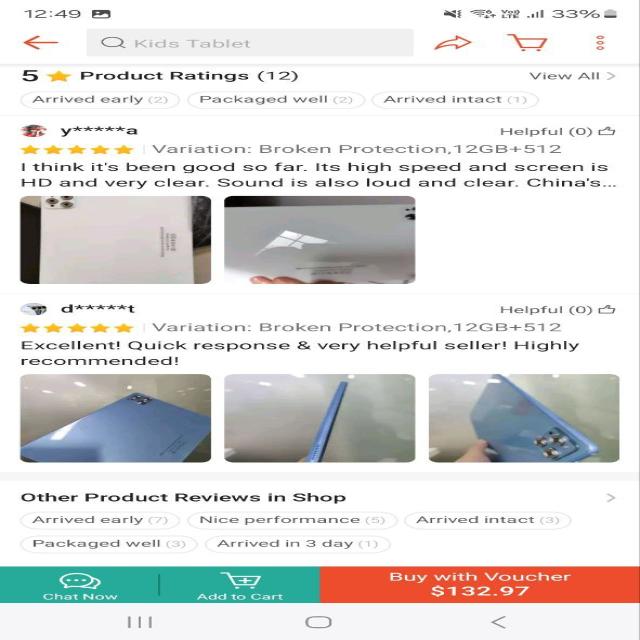 12:49 33%
Kids Tablet
5 Product Ratings (12) View All >
Arrived early (2) Packaged well (2) Arrived intact (1)
y*****a Helpful (0)
Variation: Broken Protection,12GB+512
I think it's been good so far. Its high speed and screen is
HD and very clear. Sound is also loud and clear. China's...
d*****t Helpful (0)
Variation: Broken Protection,12GB+512
Excellent! Quick response & very helpful seller! Highly
recommended!
Other Product Reviews in Shop >
Arrived early (7) Nice performance (5) Arrived intact (3)
Packaged well (3) Arrived in 3 day (1)
Chat Now Add to Cart Buy with Voucher
$132.97